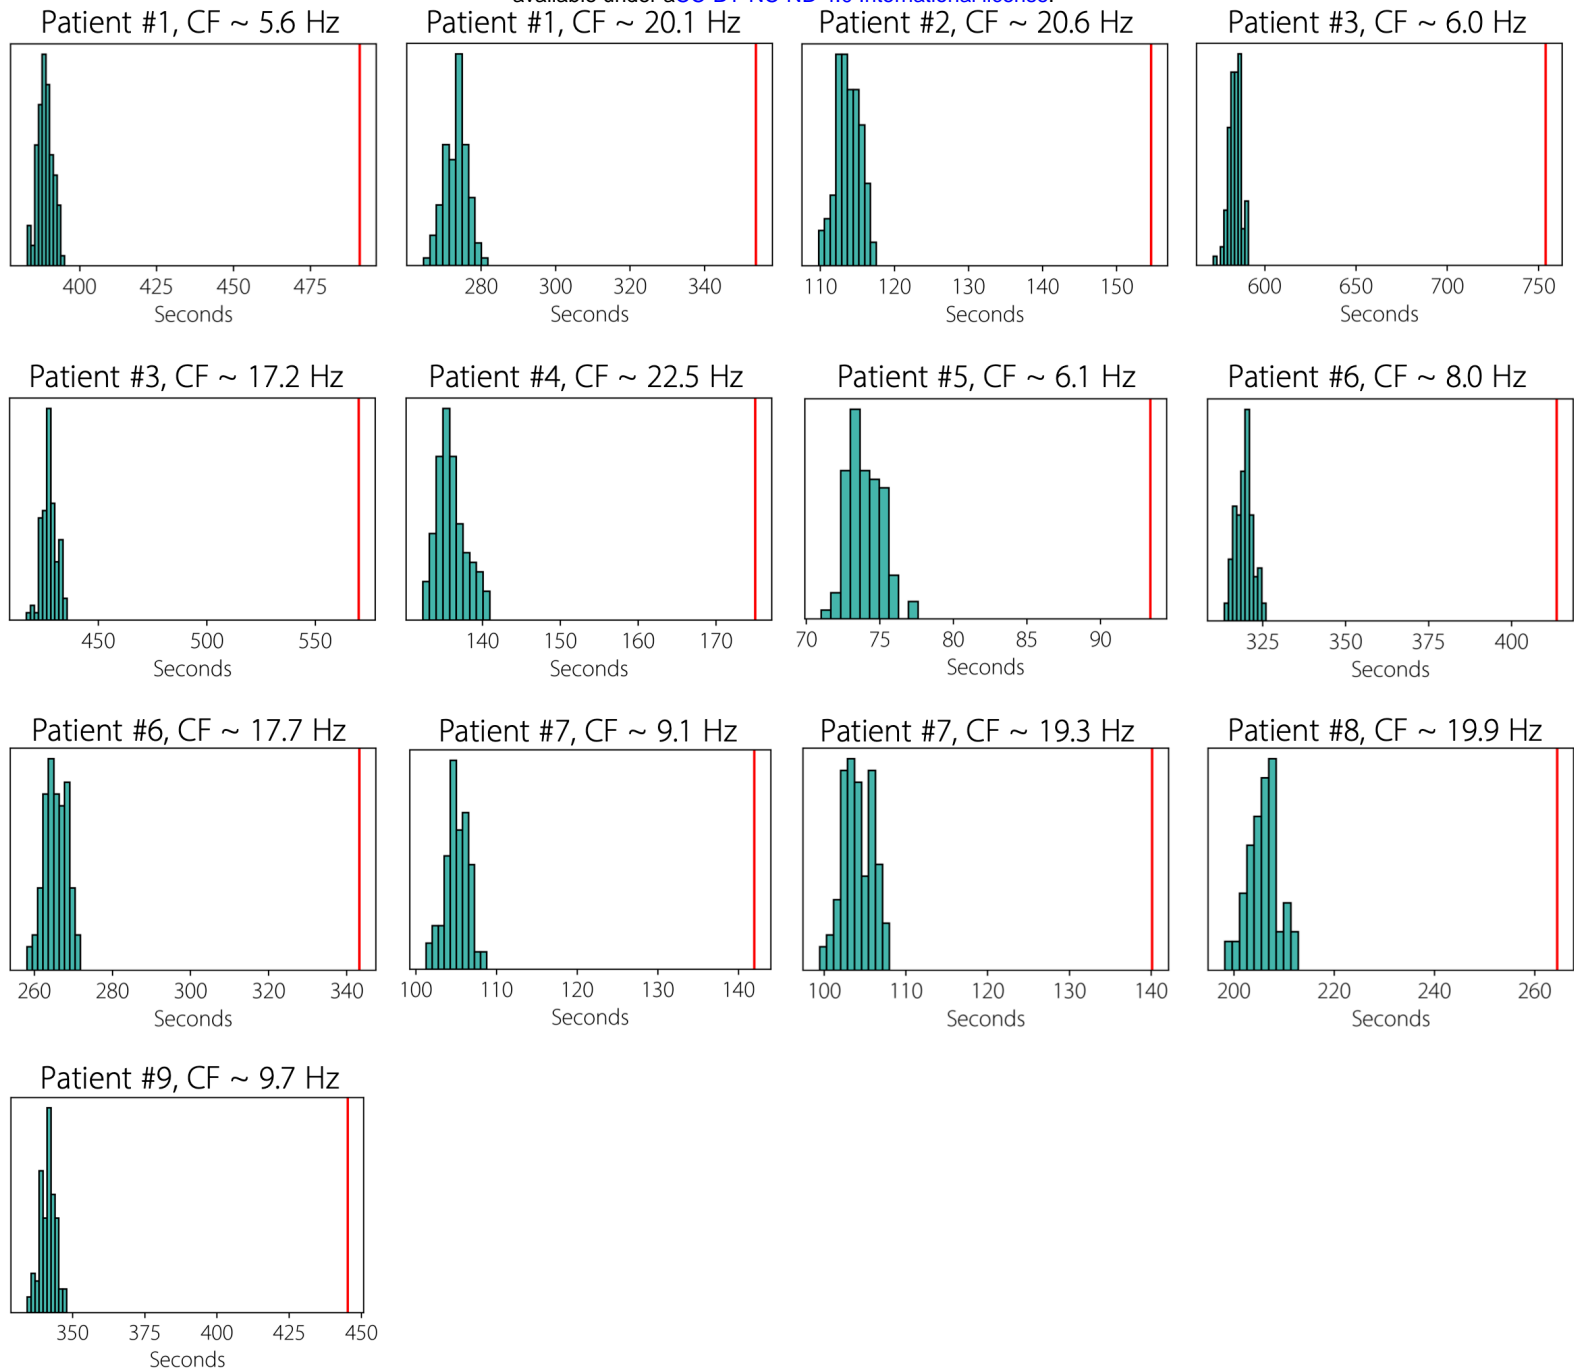 Patient #1, CF ~ 5.6 Hz
Patient #1, CF ~ 20.1 Hz
Patient #2, CF ~ 20.6 Hz
Patient #3, CF ~ 6.0 Hz
400 425 450 475
280 300 320 340
110 120 130 140 150
600 650 700 750
Seconds
Seconds
Seconds
Seconds
Patient #3, CF ~ 17.2 Hz
Patient #4, CF ~ 22.5 Hz
Patient #5, CF ~ 6.1 Hz
Patient #6, CF ~ 8.0 Hz
450 500 550
140 150 160 170
70 75 80 85 90
325 350 375 400
Seconds
Seconds
Seconds
Seconds
Patient #6, CF ~ 17.7 Hz
Patient #7, CF ~ 9.1 Hz
Patient #7, CF ~ 19.3 Hz
Patient #8, CF ~ 19.9 Hz
260 280 300 320 340
100 110 120 130 140
100 110 120 130 140
200 220 240 260
Seconds
Seconds
Seconds
Seconds
Patient #9, CF ~ 9.7 Hz
350 375 400 425 450
Seconds